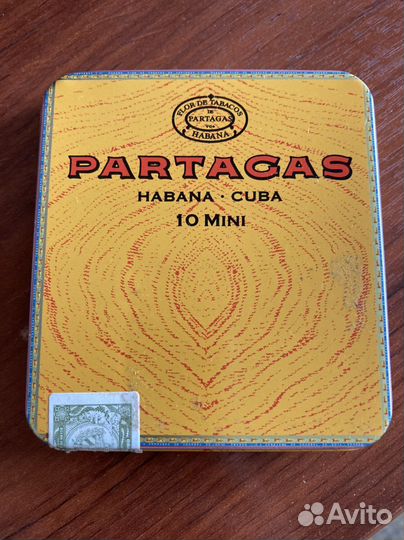 FLOR DE TABACOS
DE
PARTAGAS
HABANA
PARTAGAS
HABANA · CUBA
10 MINI
Avito